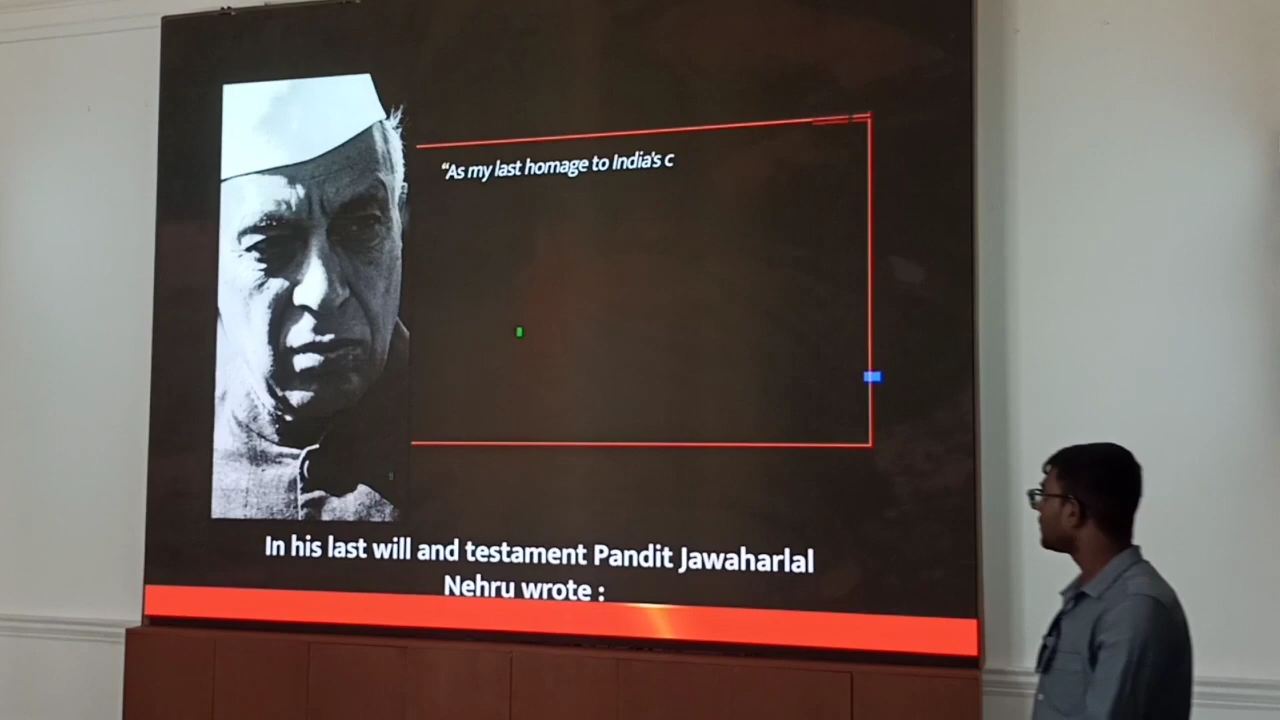 “As my last homage to India's c
In his last will and testament Pandit Jawaharlal
Nehru wrote :